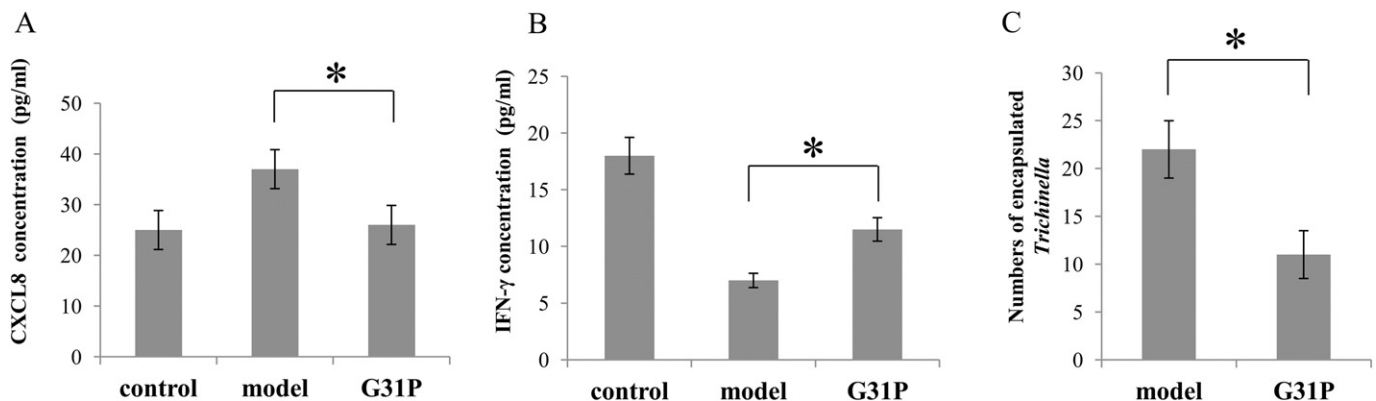 A
CXCL8 concentration (pg/ml)
50
40
30
20
10
0
*
control model G31P
B
IFN-γ concentration (pg/ml)
25
20
15
10
5
0
*
control model G31P
C
Numbers of encapsulated
Trichinella
30
25
20
15
10
5
0
*
model G31P